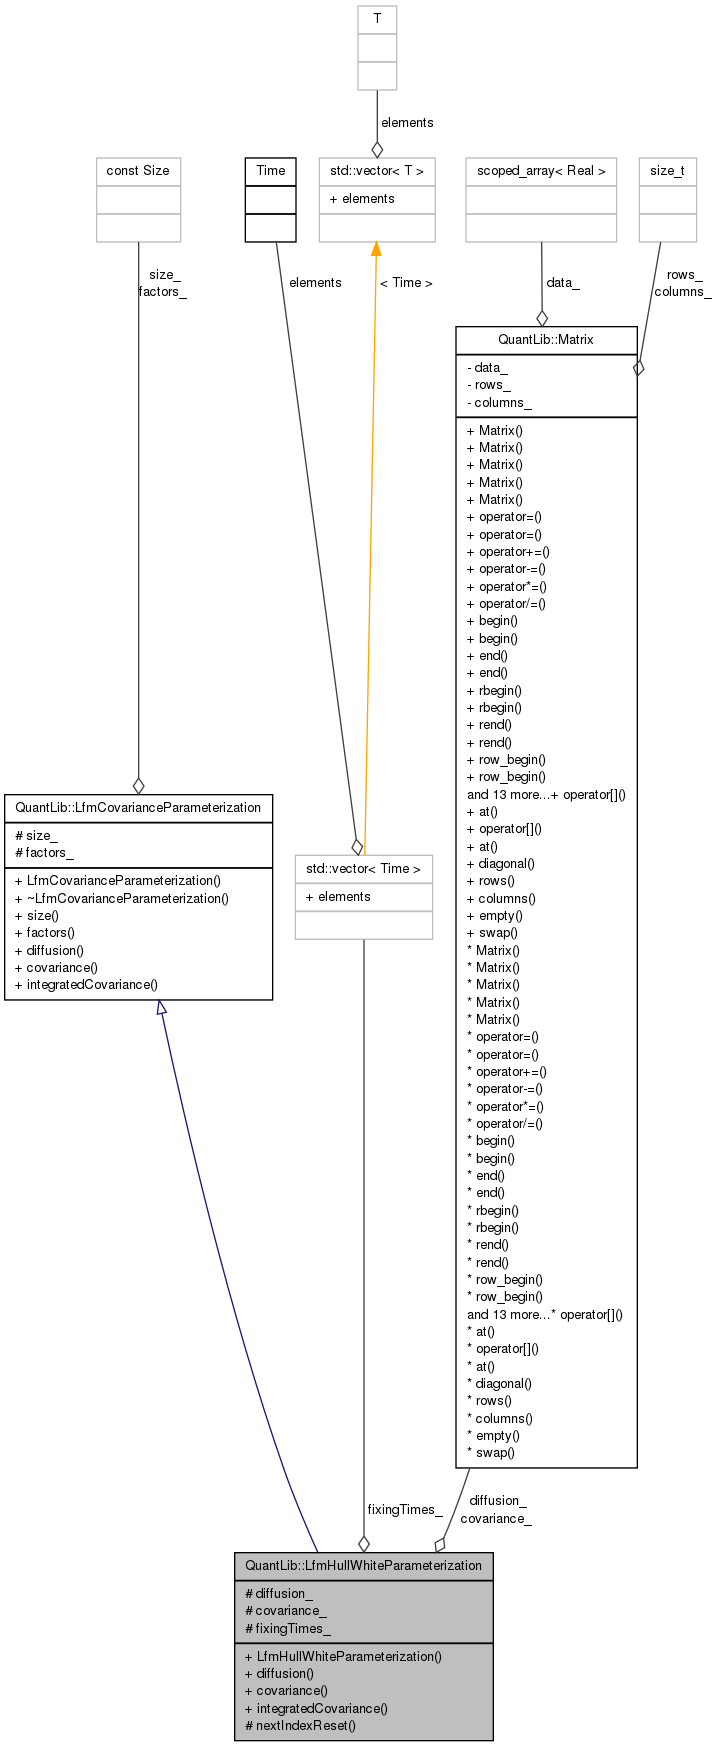 T
elements
const Size
Time
std::vector< T >
+ elements
scoped_array< Real >
size_t
size_
factors_
elements
< Time >
data_
rows_
columns_
QuantLib::Matrix
- data_
- rows_
- columns_
+ Matrix()
+ Matrix()
+ Matrix()
+ Matrix()
+ Matrix()
+ operator=()
+ operator=()
+ operator+=()
+ operator-=()
+ operator*=()
+ operator/=()
+ begin()
+ begin()
+ end()
+ end()
+ rbegin()
+ rbegin()
+ rend()
+ rend()
+ row_begin()
+ row_begin()
and 13 more...+ operator[]()
+ at()
+ operator[]()
+ at()
+ diagonal()
+ rows()
+ columns()
+ empty()
+ swap()
* Matrix()
* Matrix()
* Matrix()
* Matrix()
* Matrix()
* operator=()
* operator=()
* operator+=()
* operator-=()
* operator*=()
* operator/=()
* begin()
* begin()
* end()
* end()
* rbegin()
* rbegin()
* rend()
* rend()
* row_begin()
* row_begin()
and 13 more...* operator[]()
* at()
* operator[]()
* at()
* diagonal()
* rows()
* columns()
* empty()
* swap()
QuantLib::LfmCovarianceParameterization
# size_
# factors_
+ LfmCovarianceParameterization()
+ ~LfmCovarianceParameterization()
+ size()
+ factors()
+ diffusion()
+ covariance()
+ integratedCovariance()
std::vector< Time >
+ elements
fixingTimes_
diffusion_
covariance_
QuantLib::LfmHullWhiteParameterization
# diffusion_
# covariance_
# fixingTimes_
+ LfmHullWhiteParameterization()
+ diffusion()
+ covariance()
+ integratedCovariance()
# nextIndexReset()